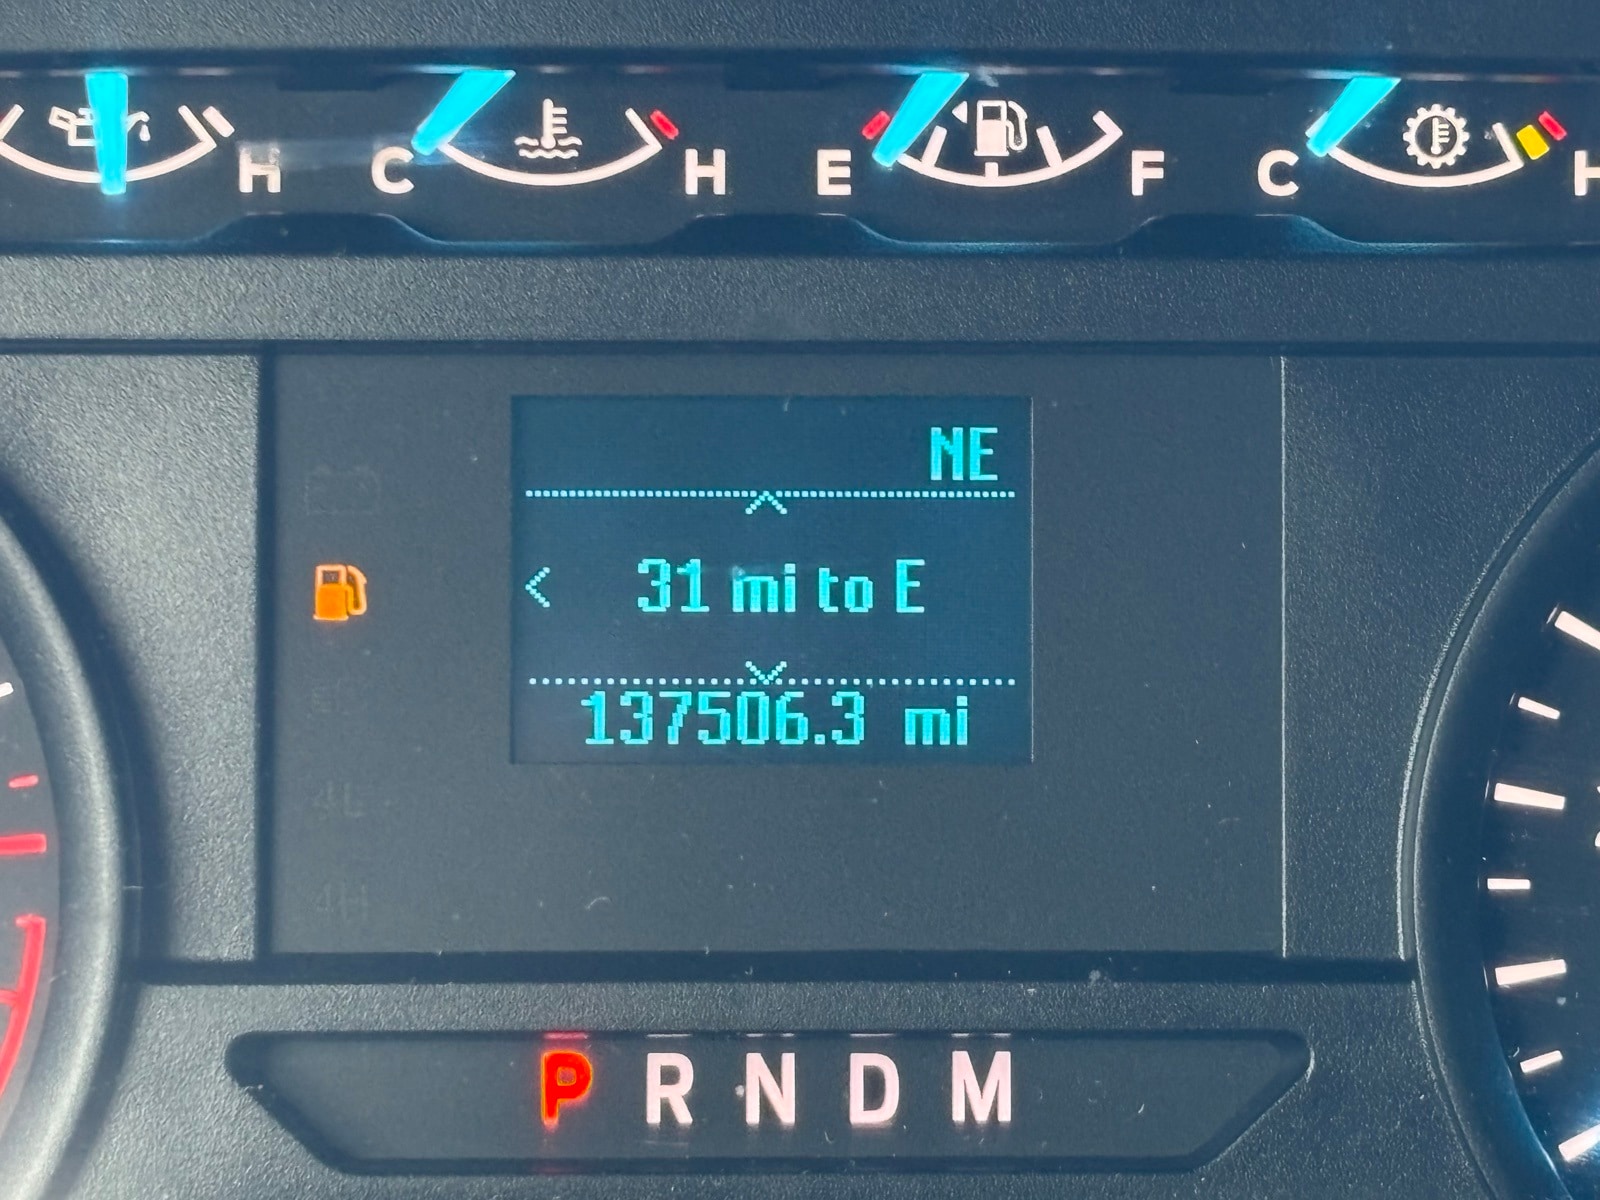 H C H E F C H
NE
31 mi to E
137506.3 mi
P R N D M